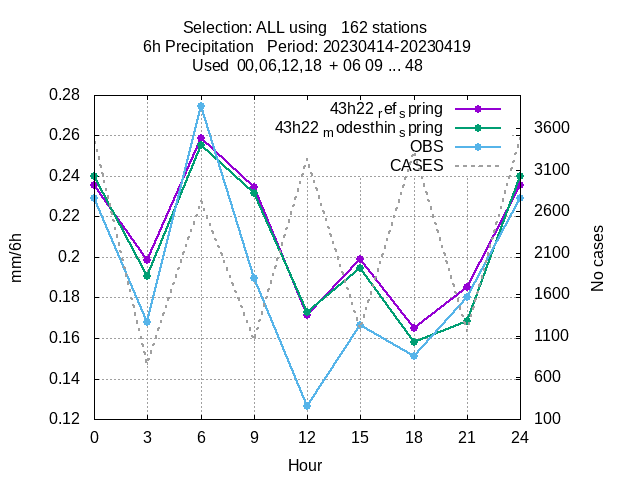 Selection: ALL using 162 stations
6h Precipitation Period: 20230414-20230419
Used 00,06,12,18 + 06 09 ... 48
43h22 ref spring
43h22 modesthin spring
OBS
CASES
0.28
0.26
0.24
0.22
0.2
0.18
0.16
0.14
0.12
mm/6h
3600
3100
2600
2100
1600
1100
600
100
No cases
0 3 6 9 12 15 18 21 24
Hour